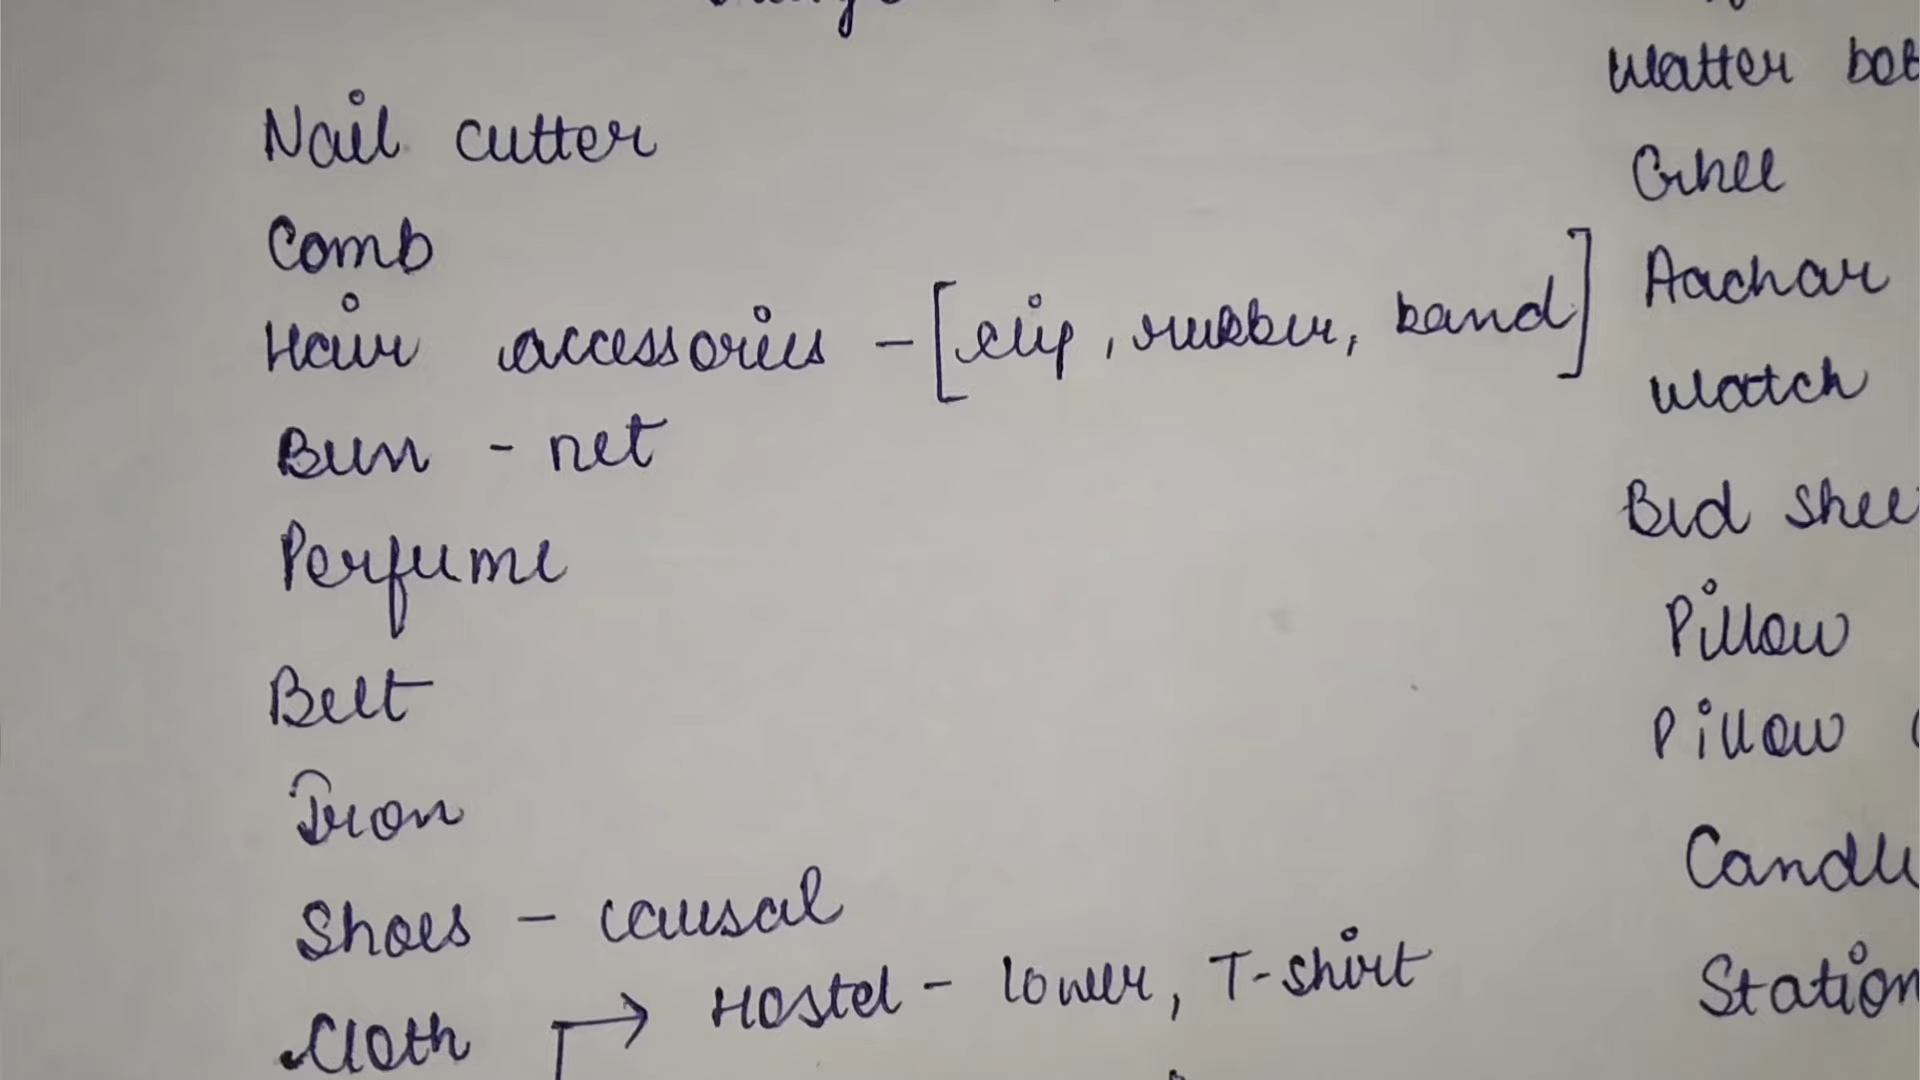 Nail cutter
Comb
Hair accessories - [clip, rubber, band]
Bun - net
Perfume
Belt
Iron
Shoes - causal
Cloth → Hostel - lower, T-shirt
Watter bot
Ghee
Aachar
Watch
Bed shee
Pillow
Pillow
Candle
Station